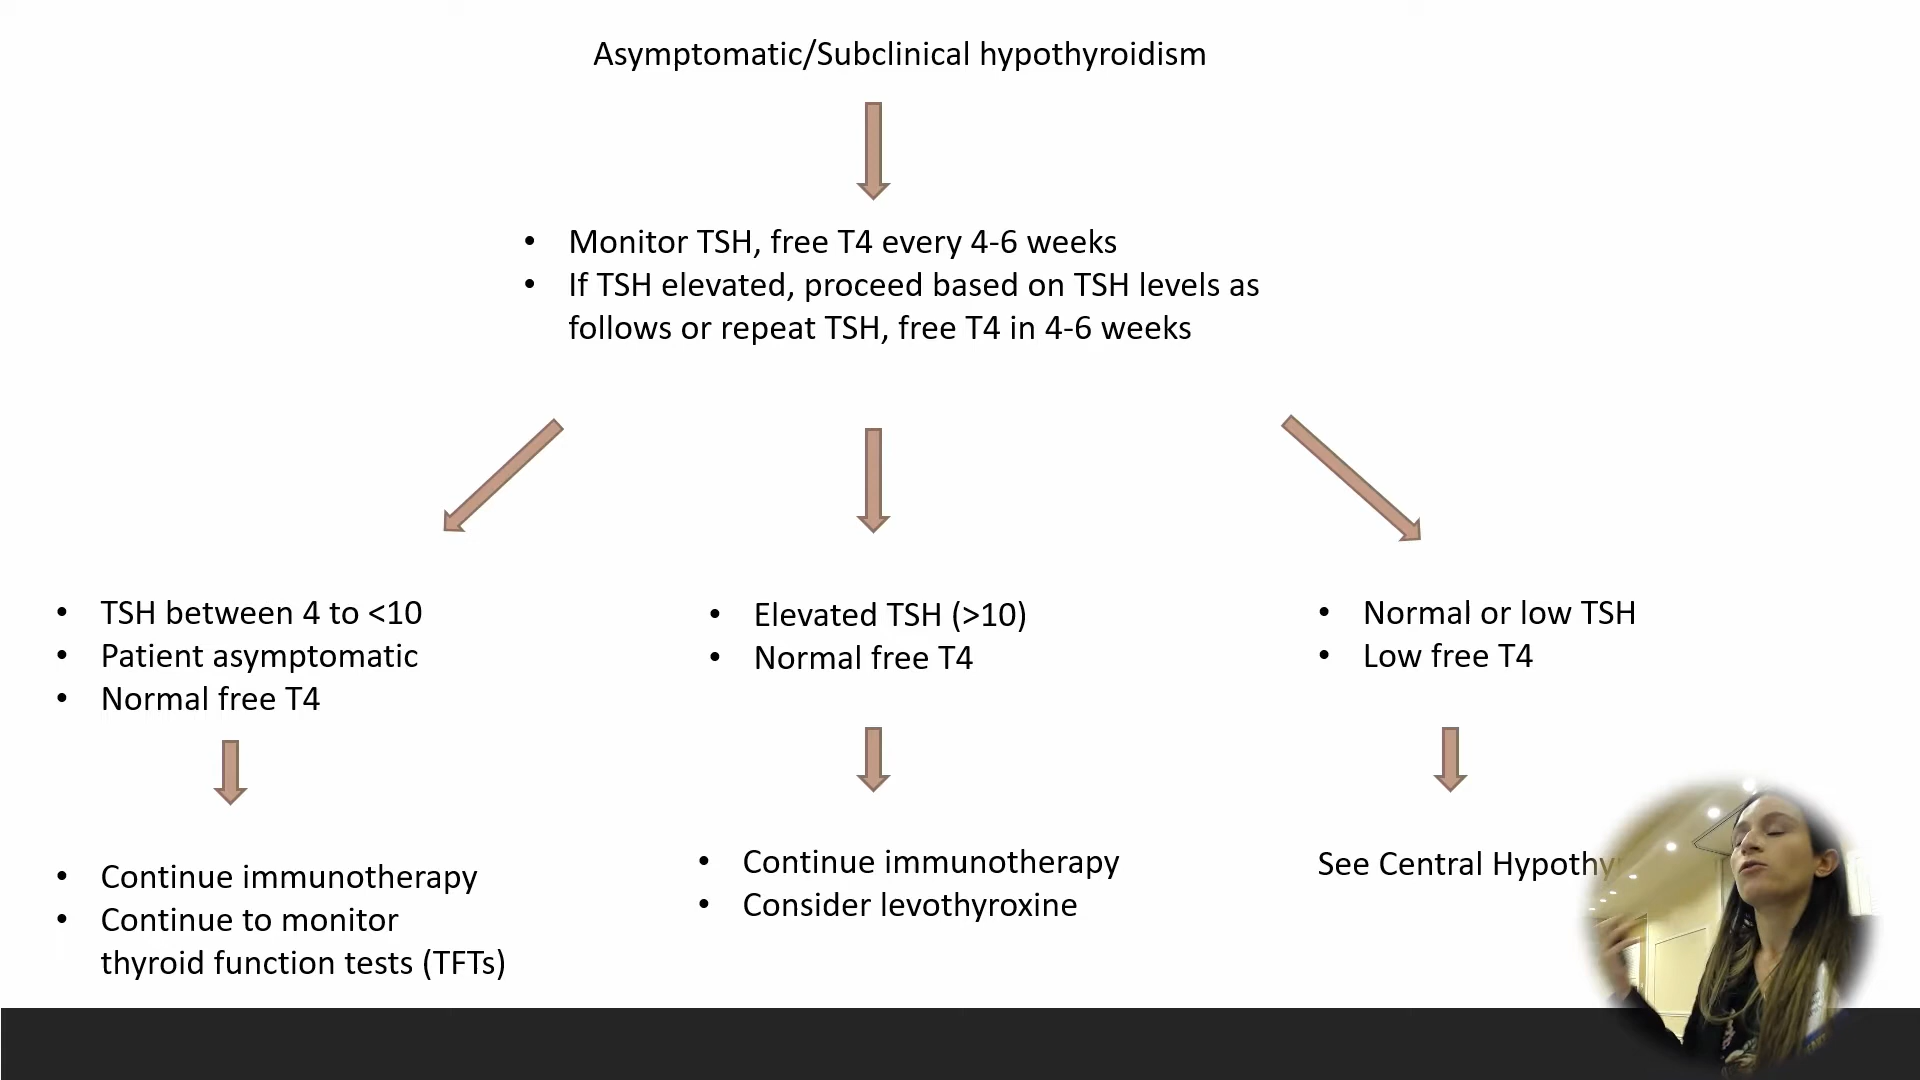 Asymptomatic/Subclinical hypothyroidism
• Monitor TSH, free T4 every 4-6 weeks
• If TSH elevated, proceed based on TSH levels as
follows or repeat TSH, free T4 in 4-6 weeks
• TSH between 4 to <10
• Patient asymptomatic
• Normal free T4
• Continue immunotherapy
• Continue to monitor
thyroid function tests (TFTs)
• Elevated TSH (>10)
• Normal free T4
• Continue immunotherapy
• Consider levothyroxine
• Normal or low TSH
• Low free T4
See Central